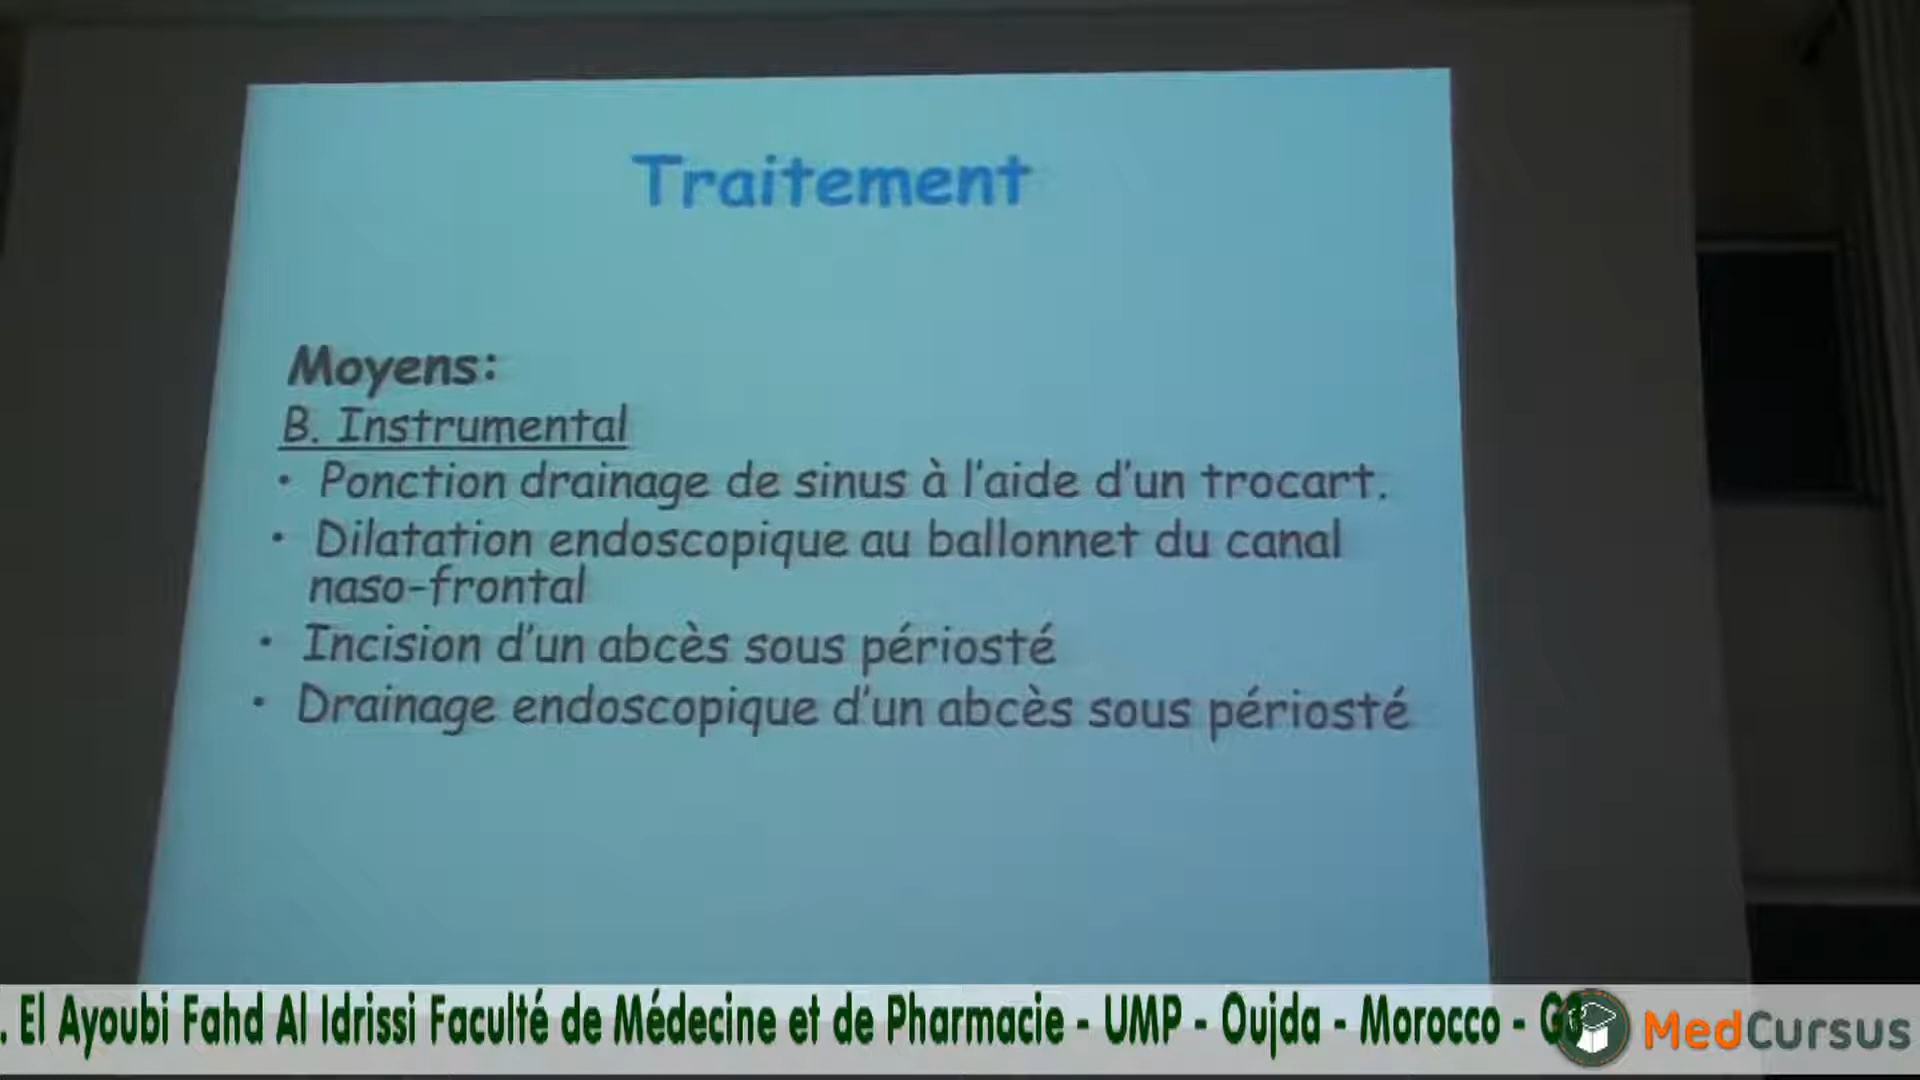 Traitement
Moyens:
B. Instrumental
• Ponction drainage de sinus à l'aide d'un trocart.
• Dilatation endoscopique au ballonnet du canal
naso-frontal
• Incision d'un abcès sous périosté
• Drainage endoscopique d'un abcès sous périosté
. El Ayoubi Fahd Al Idrissi Faculté de Médecine et de Pharmacie - UMP - Oujda - Morocco -
MedCursus